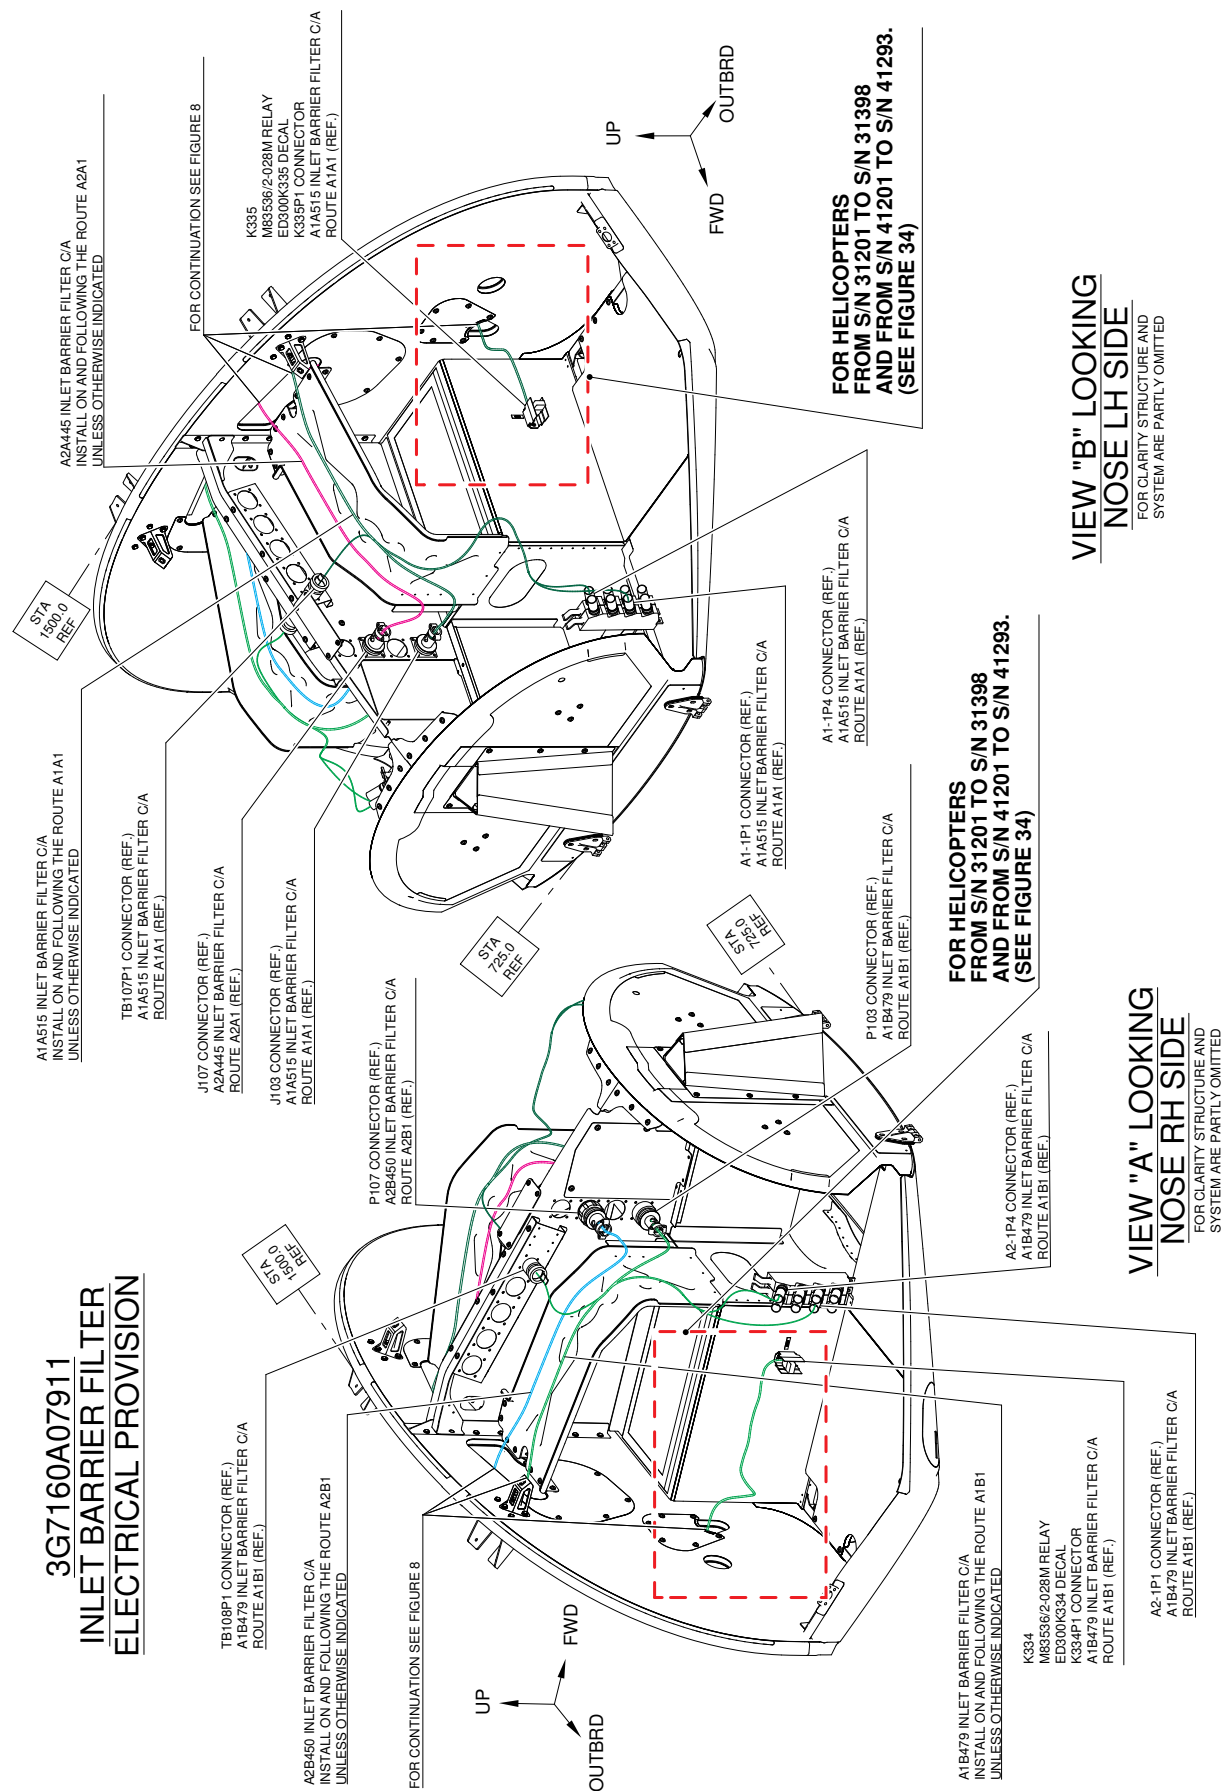 3G7160A07911
INLET BARRIER FILTER
ELECTRICAL PROVISION
TB108P1 CONNECTOR (REF.)
A1B479 INLET BARRIER FILTER C/A
ROUTE A1B1 (REF.)
A2B450 INLET BARRIER FILTER C/A
INSTALL ON AND FOLLOWING THE ROUTE A2B1
UNLESS OTHERWISE INDICATED
FOR CONTINUATION SEE FIGURE 8
STA
1500.0
REF
P107 CONNECTOR (REF.)
A2B450 INLET BARRIER FILTER C/A
ROUTE A2B1 (REF.)
STA
725.0
REF
P103 CONNECTOR (REF.)
A1B479 INLET BARRIER FILTER C/A
ROUTE A1B1 (REF.)
FOR HELICOPTERS
FROM S/N 31201 TO S/N 31398
AND FROM S/N 41201 TO S/N 41293.
(SEE FIGURE 34)
A2-1P4 CONNECTOR (REF.)
A1B479 INLET BARRIER FILTER C/A
ROUTE A1B1 (REF.)
UP
FWD
OUTBRD
A1B479 INLET BARRIER FILTER C/A
INSTALL ON AND FOLLOWING THE ROUTE A1B1
UNLESS OTHERWISE INDICATED
K334
M83536/2-028M RELAY
ED300K334 DECAL
K334P1 CONNECTOR
A1B479 INLET BARRIER FILTER C/A
ROUTE A1B1 (REF.)
A2-1P1 CONNECTOR (REF.)
A1B479 INLET BARRIER FILTER C/A
ROUTE A1B1 (REF.)
VIEW "A" LOOKING
NOSE RH SIDE
FOR CLARITY STRUCTURE AND
SYSTEM ARE PARTLY OMITTED
A1A515 INLET BARRIER FILTER C/A
INSTALL ON AND FOLLOWING THE ROUTE A1A1
UNLESS OTHERWISE INDICATED
TB107P1 CONNECTOR (REF.)
A1A515 INLET BARRIER FILTER C/A
ROUTE A1A1 (REF.)
J107 CONNECTOR (REF.)
A2A445 INLET BARRIER FILTER C/A
ROUTE A2A1 (REF.)
J103 CONNECTOR (REF.)
A1A515 INLET BARRIER FILTER C/A
ROUTE A1A1 (REF.)
STA
1500.0
REF
STA
725.0
REF
A2A445 INLET BARRIER FILTER C/A
INSTALL ON AND FOLLOWING THE ROUTE A2A1
UNLESS OTHERWISE INDICATED
FOR CONTINUATION SEE FIGURE 8
K335
M83536/2-028M RELAY
ED300K335 DECAL
K335P1 CONNECTOR
A1A515 INLET BARRIER FILTER C/A
ROUTE A1A1 (REF.)
UP
OUTBRD
FWD
FOR HELICOPTERS
FROM S/N 31201 TO S/N 31398
AND FROM S/N 41201 TO S/N 41293.
(SEE FIGURE 34)
A1-1P1 CONNECTOR (REF.)
A1A515 INLET BARRIER FILTER C/A
ROUTE A1A1 (REF.)
A1-1P4 CONNECTOR (REF.)
A1A515 INLET BARRIER FILTER C/A
ROUTE A1A1 (REF.)
VIEW "B" LOOKING
NOSE LH SIDE
FOR CLARITY STRUCTURE AND
SYSTEM ARE PARTLY OMITTED